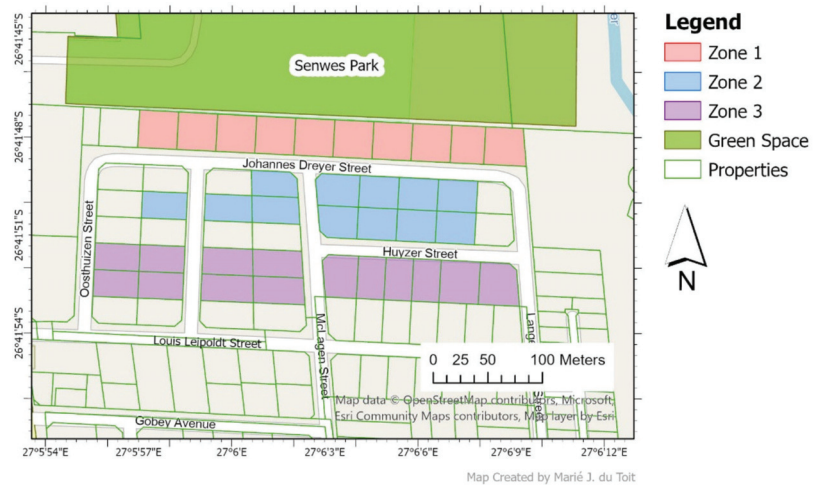 26°41'45"S
26°41'48"S
26°41'51"S
26°41'54"S
Senwes Park
Johannes Dreyer Street
Oosthuizen Street
Huyzer Street
McLagen Street
Louis Leipoldt Street
Gobey Avenue
0 25 50 100 Meters
Map data © OpenStreetMap contributors, Microsoft,
Esri Community Maps contributors, Map layer by Esri
27°5'54"E 27°5'57"E 27°6'E 27°6'3"E 27°6'6"E 27°6'9"E 27°6'12"E
Legend
Zone 1
Zone 2
Zone 3
Green Space
Properties
N
Map Created by Marié J. du Toit